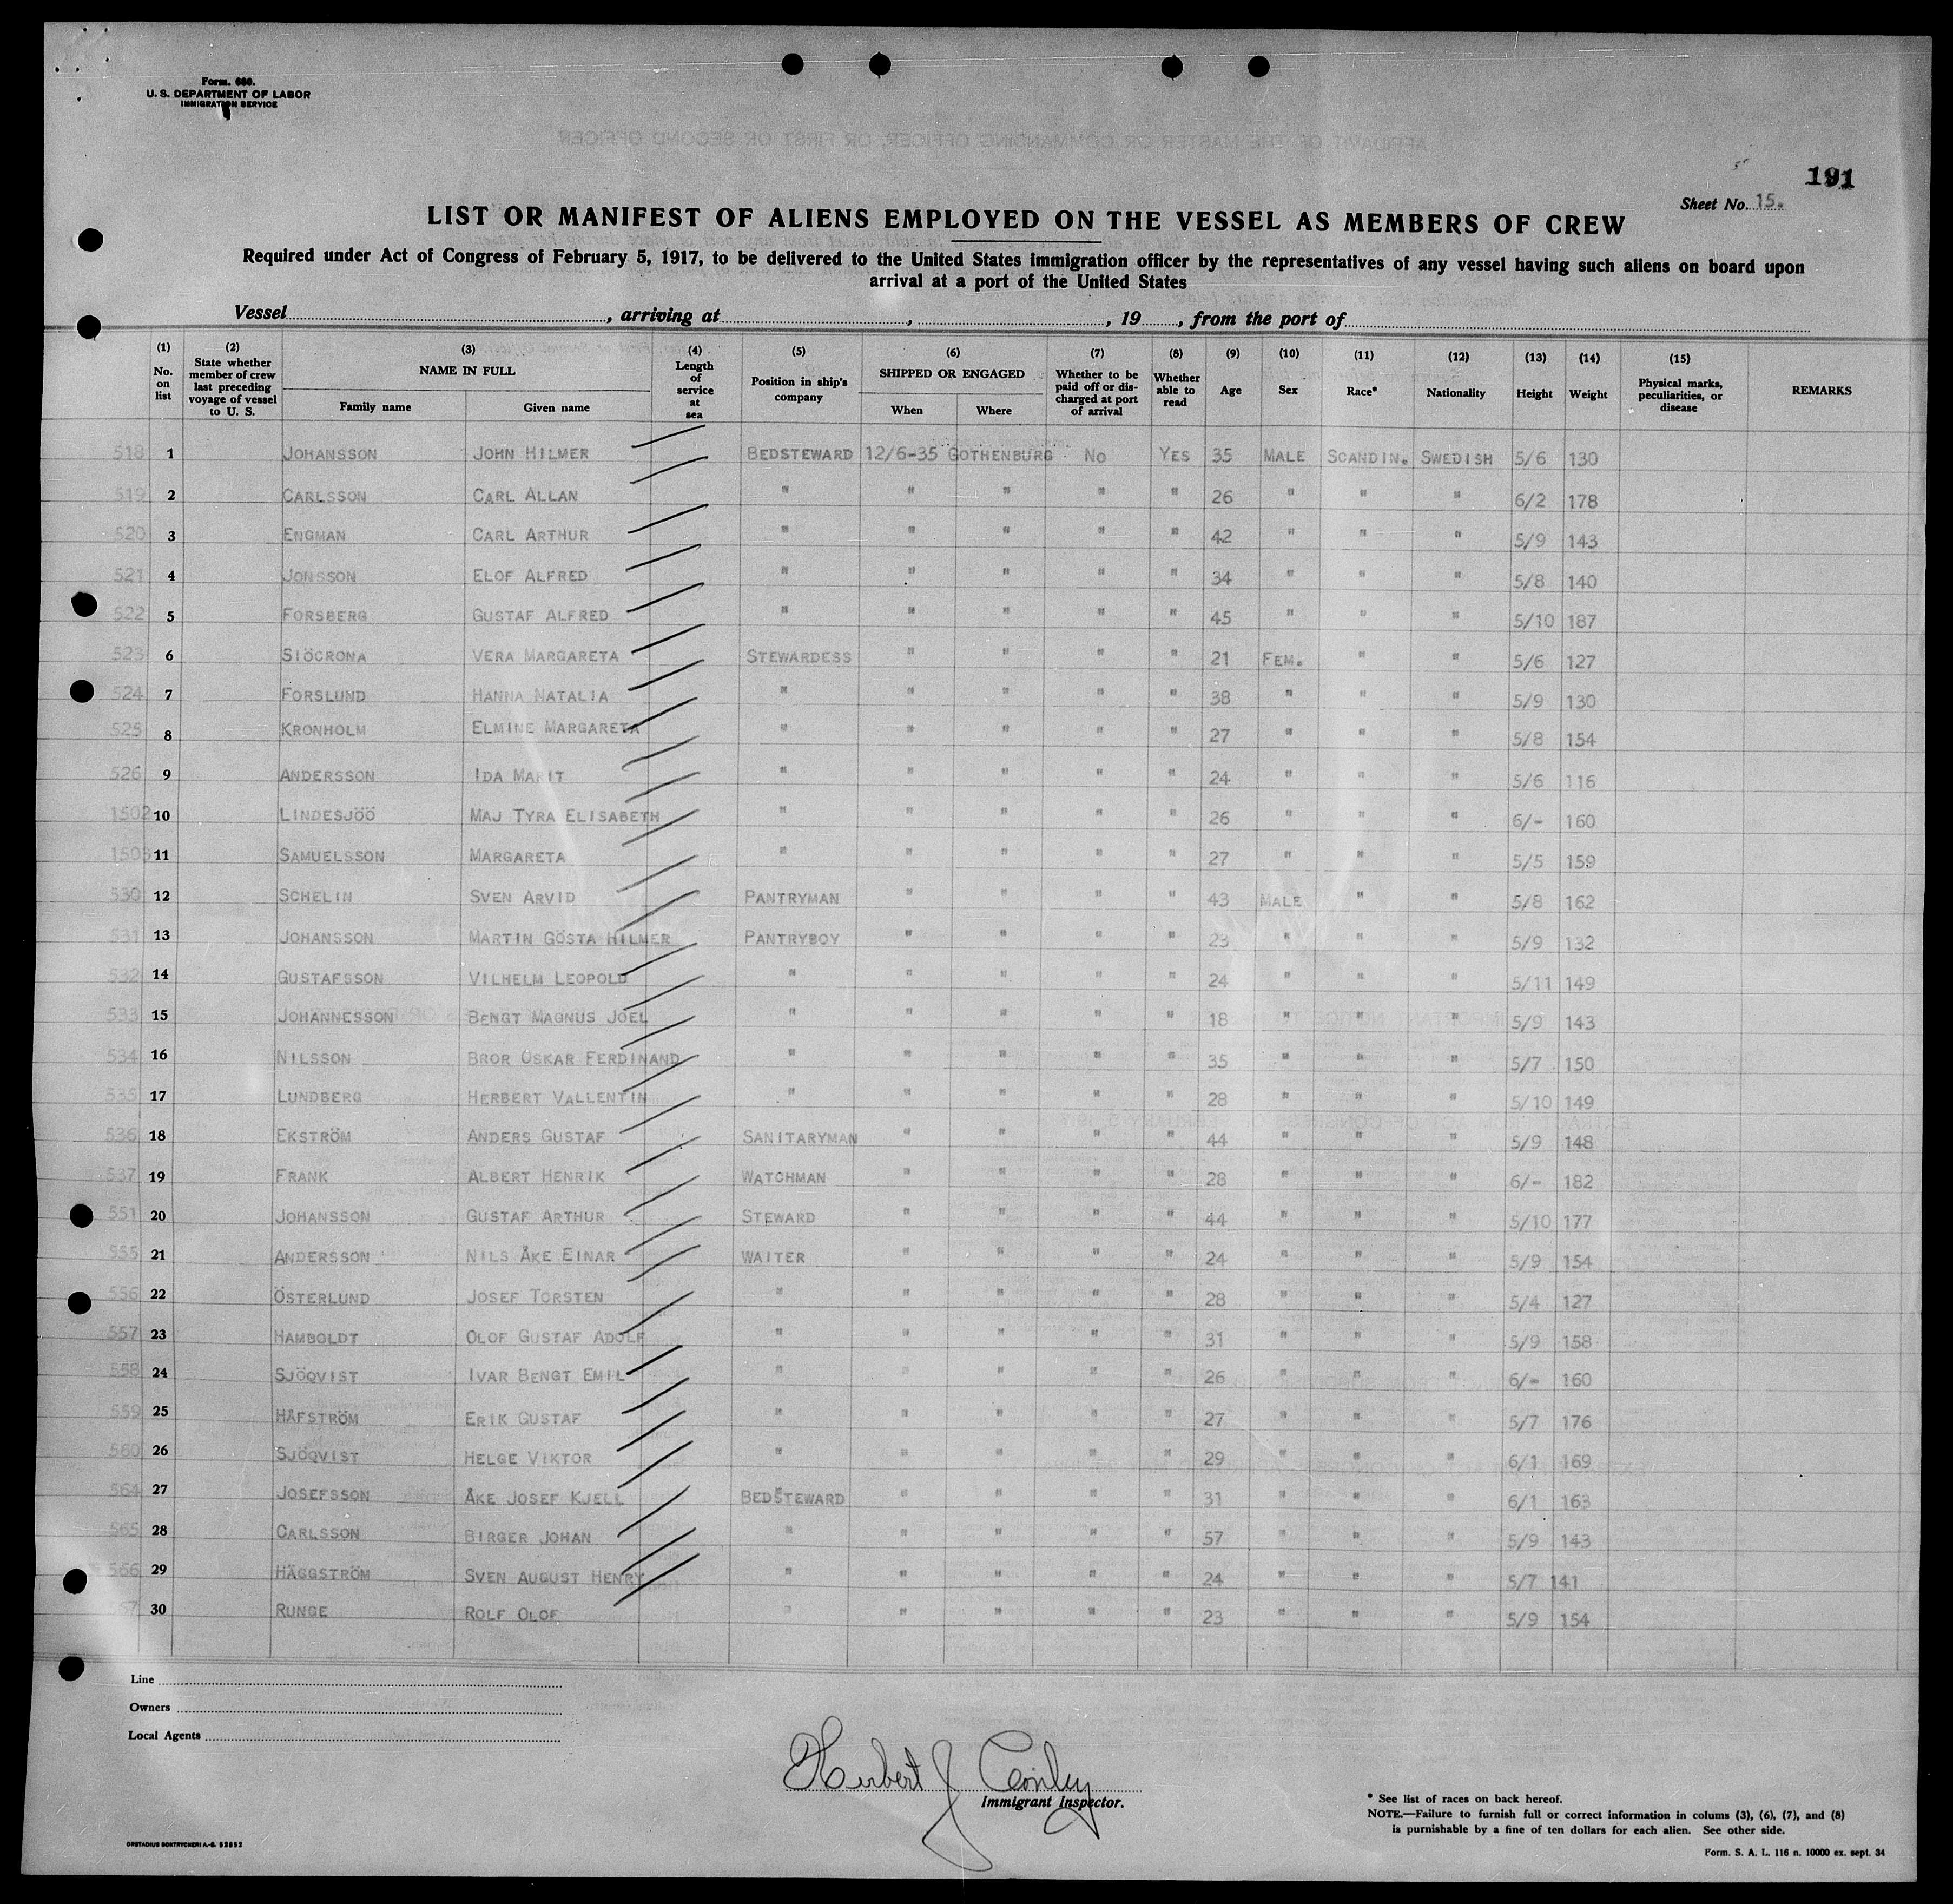 Form. 680.
U. S. DEPARTMENT OF LABOR
IMMIGRATION SERVICE
191
Sheet No. 15.
LIST OR MANIFEST OF ALIENS EMPLOYED ON THE VESSEL AS MEMBERS OF CREW
Required under Act of Congress of February 5, 1917, to be delivered to the United States immigration officer by the representatives of any vessel having such aliens on board upon
arrival at a port of the United States
Vessel , arriving at , , 19 , from the port of
(1) No. on list (2) State whether member of crew last preceding voyage of vessel to U. S. (3) NAME IN FULL Family name Given name (4) Length of service at sea (5) Position in ship's company (6) SHIPPED OR ENGAGED When Where (7) Whether to be paid off or discharged at port of arrival (8) Whether able to read (9) Age (10) Sex (11) Race* (12) Nationality (13) Height (14) Weight (15) Physical marks, peculiarities, or disease REMARKS
518 1 JOHANSSON JOHN HILMER BEDSTEWARD 12/6-35 GOTHENBURG NO YES 35 MALE SCANDIN. SWEDISH 5/6 130
519 2 CARLSSON CARL ALLAN " " " " " 26 " " " 6/2 178
520 3 ENGMAN CARL ARTHUR " " " " " 42 " " " 5/9 143
521 4 JONSSON ELOF ALFRED " " " " " 34 " " " 5/8 140
522 5 FORSBERG GUSTAF ALFRED " " " " " 45 " " " 5/10 187
523 6 SIÖCRONA VERA MARGARETA STEWARDESS " " " " 21 FEM. " " 5/6 127
524 7 FORSLUND HANNA NATALIA " " " " " 38 " " " 5/9 130
525 8 KRONHOLM ELMINE MARGARETA " " " " " 27 " " " 5/8 154
526 9 ANDERSSON IDA MARIT " " " " " 24 " " " 5/6 116
1502 10 LINDESJÖÖ MAJ TYRA ELISABETH " " " " " 26 " " " 6/- 160
11 SAMUELSSON MARGARETA " " " " " 27 " " " 5/5 159
530 12 SCHELIN SVEN ARVID PANTRYMAN " " " " 43 MALE " " 5/8 162
531 13 JOHANSSON MARTIN GÖSTA HILMER PANTRYBOY " " " " 23 " " " 5/9 132
532 14 GUSTAFSSON VILHELM LEOPOLD " " " " " 24 " " " 5/11 149
533 15 JOHANNESSON BENGT MAGNUS JOEL " " " " " 18 " " " 5/9 143
534 16 NILSSON BROR OSKAR FERDINAND " " " " " 35 " " " 5/7 150
535 17 LUNDBERG HERBERT VALLENTIN " " " " " 28 " " " 5/10 149
536 18 EKSTRÖM ANDERS GUSTAF SANITARYMAN " " " " 44 " " " 5/9 148
537 19 FRANK ALBERT HENRIK WATCHMAN " " " " 28 " " " 6/- 182
551 20 JOHANSSON GUSTAF ARTHUR STEWARD " " " " 44 " " " 5/10 177
555 21 ANDERSSON NILS ÅKE EINAR WAITER " " " " 24 " " " 5/9 154
556 22 ÖSTERLUND JOSEF TORSTEN " " " " " 28 " " " 5/4 127
557 23 HAMBOLDT OLOF GUSTAF ADOLF " " " " " 31 " " " 5/9 158
558 24 SJÖQVIST IVAR BENGT EMIL " " " " " 26 " " " 6/- 160
559 25 HÄFSTRÖM ERIK GUSTAF " " " " " 27 " " " 5/7 176
560 26 SJÖQVIST HELGE VIKTOR " " " " " 29 " " " 6/1 169
564 27 JOSEFSSON ÅKE JOSEF KJELL BEDSTEWARD " " " " 31 " " " 6/1 163
565 28 CARLSSON BIRGER JOHAN " " " " " 57 " " " 5/9 143
566 29 HÄGGSTRÖM SVEN AUGUST HENRY " " " " " 24 " " " 5/7 141
567 30 RUNGE ROLF OLOF " " " " " 23 " " " 5/9 154
Line
Owners
Local Agents
Herbert J Conley
Immigrant Inspector.
* See list of races on back hereof.
NOTE.—Failure to furnish full or correct information in colums (3), (6), (7), and (8)
is punishable by a fine of ten dollars for each alien. See other side.
ORSTADIUS BOKTRYCKERI A.-B. 52852
Form. S. A. L. 116 n. 10000 ex. sept. 34